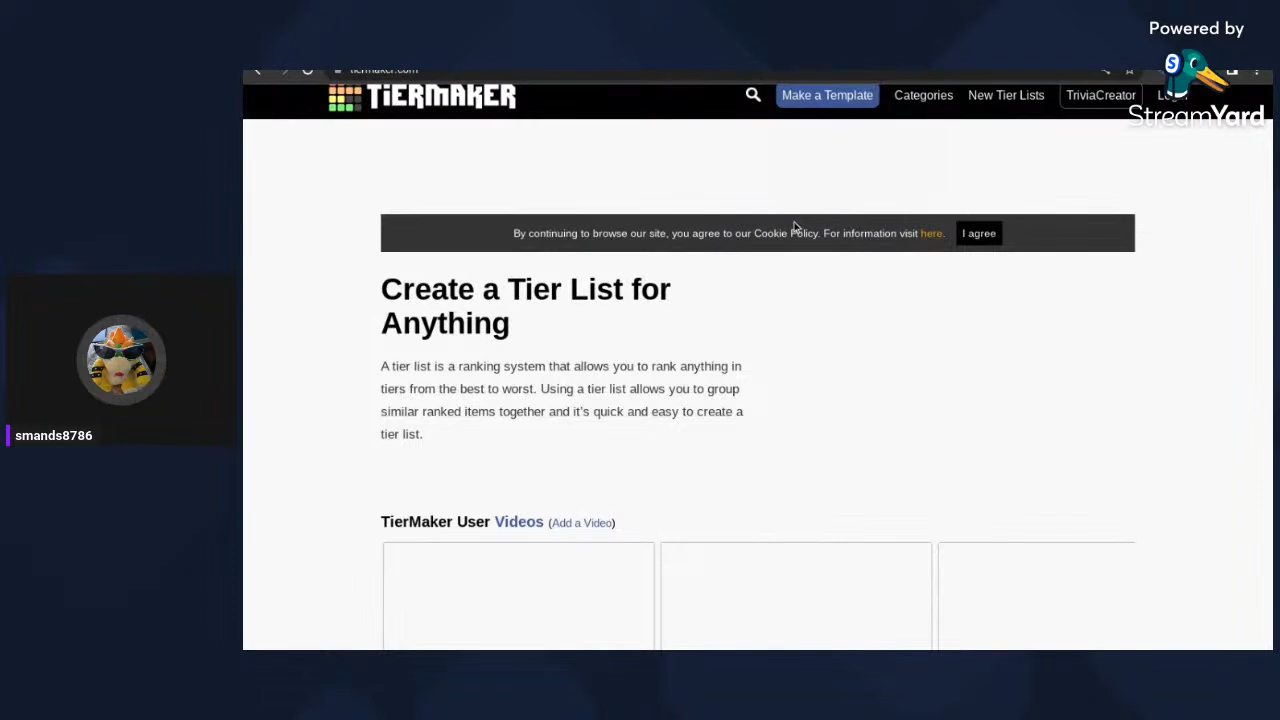 Powered by
StreamYard
tiermaker.com
TiERMAKER
Make a Template
Categories
New Tier Lists
TriviaCreator
By continuing to browse our site, you agree to our Cookie Policy. For information visit here.
I agree
Create a Tier List for
Anything
A tier list is a ranking system that allows you to rank anything in
tiers from the best to worst. Using a tier list allows you to group
similar ranked items together and it's quick and easy to create a
tier list.
smands8786
TierMaker User Videos (Add a Video)